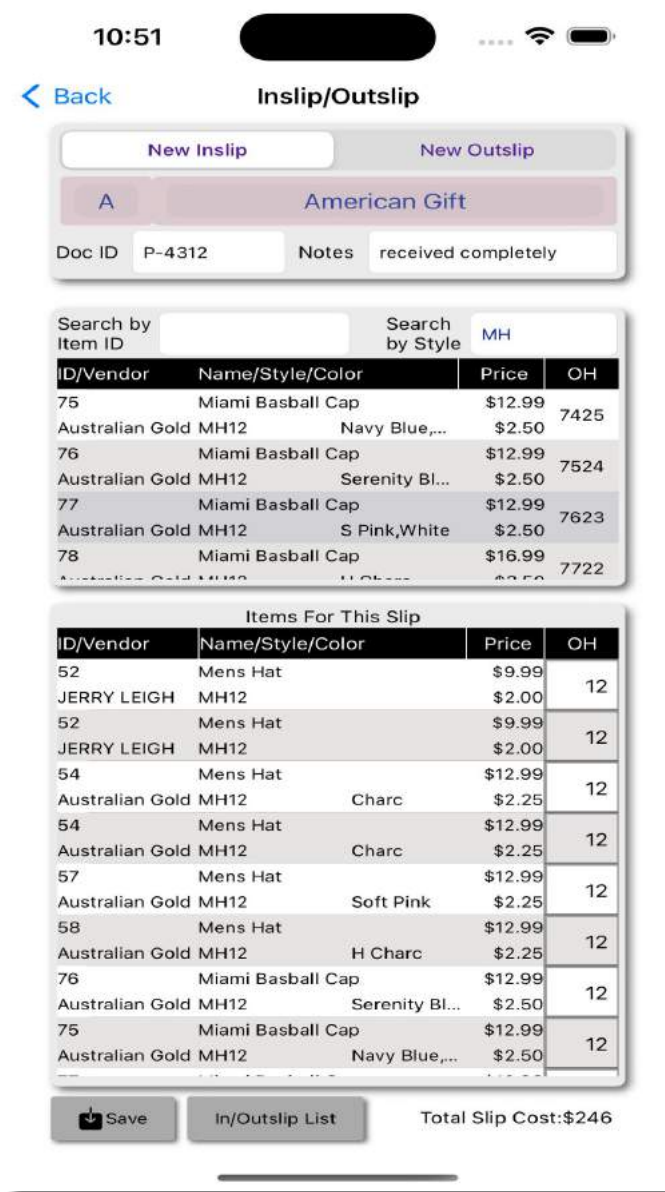 10:51
Back Inslip/Outslip
New Inslip New Outslip
A American Gift
Doc ID P-4312 Notes received completely
Search by Item ID Search by Style MH
ID/Vendor Name/Style/Color Price OH
75 Miami Basball Cap $12.99 7425
Australian Gold MH12 Navy Blue,... $2.50
76 Miami Basball Cap $12.99 7524
Australian Gold MH12 Serenity Bl... $2.50
77 Miami Basball Cap $12.99 7623
Australian Gold MH12 S Pink,White $2.50
78 Miami Basball Cap $16.99 7722
Items For This Slip
ID/Vendor Name/Style/Color Price OH
52 Mens Hat $9.99 12
JERRY LEIGH MH12 $2.00
52 Mens Hat $9.99 12
JERRY LEIGH MH12 $2.00
54 Mens Hat $12.99 12
Australian Gold MH12 Charc $2.25
54 Mens Hat $12.99 12
Australian Gold MH12 Charc $2.25
57 Mens Hat $12.99 12
Australian Gold MH12 Soft Pink $2.25
58 Mens Hat $12.99 12
Australian Gold MH12 H Charc $2.25
76 Miami Basball Cap $12.99 12
Australian Gold MH12 Serenity Bl... $2.50
75 Miami Basball Cap $12.99 12
Australian Gold MH12 Navy Blue,... $2.50
Save In/Outslip List Total Slip Cost:$246